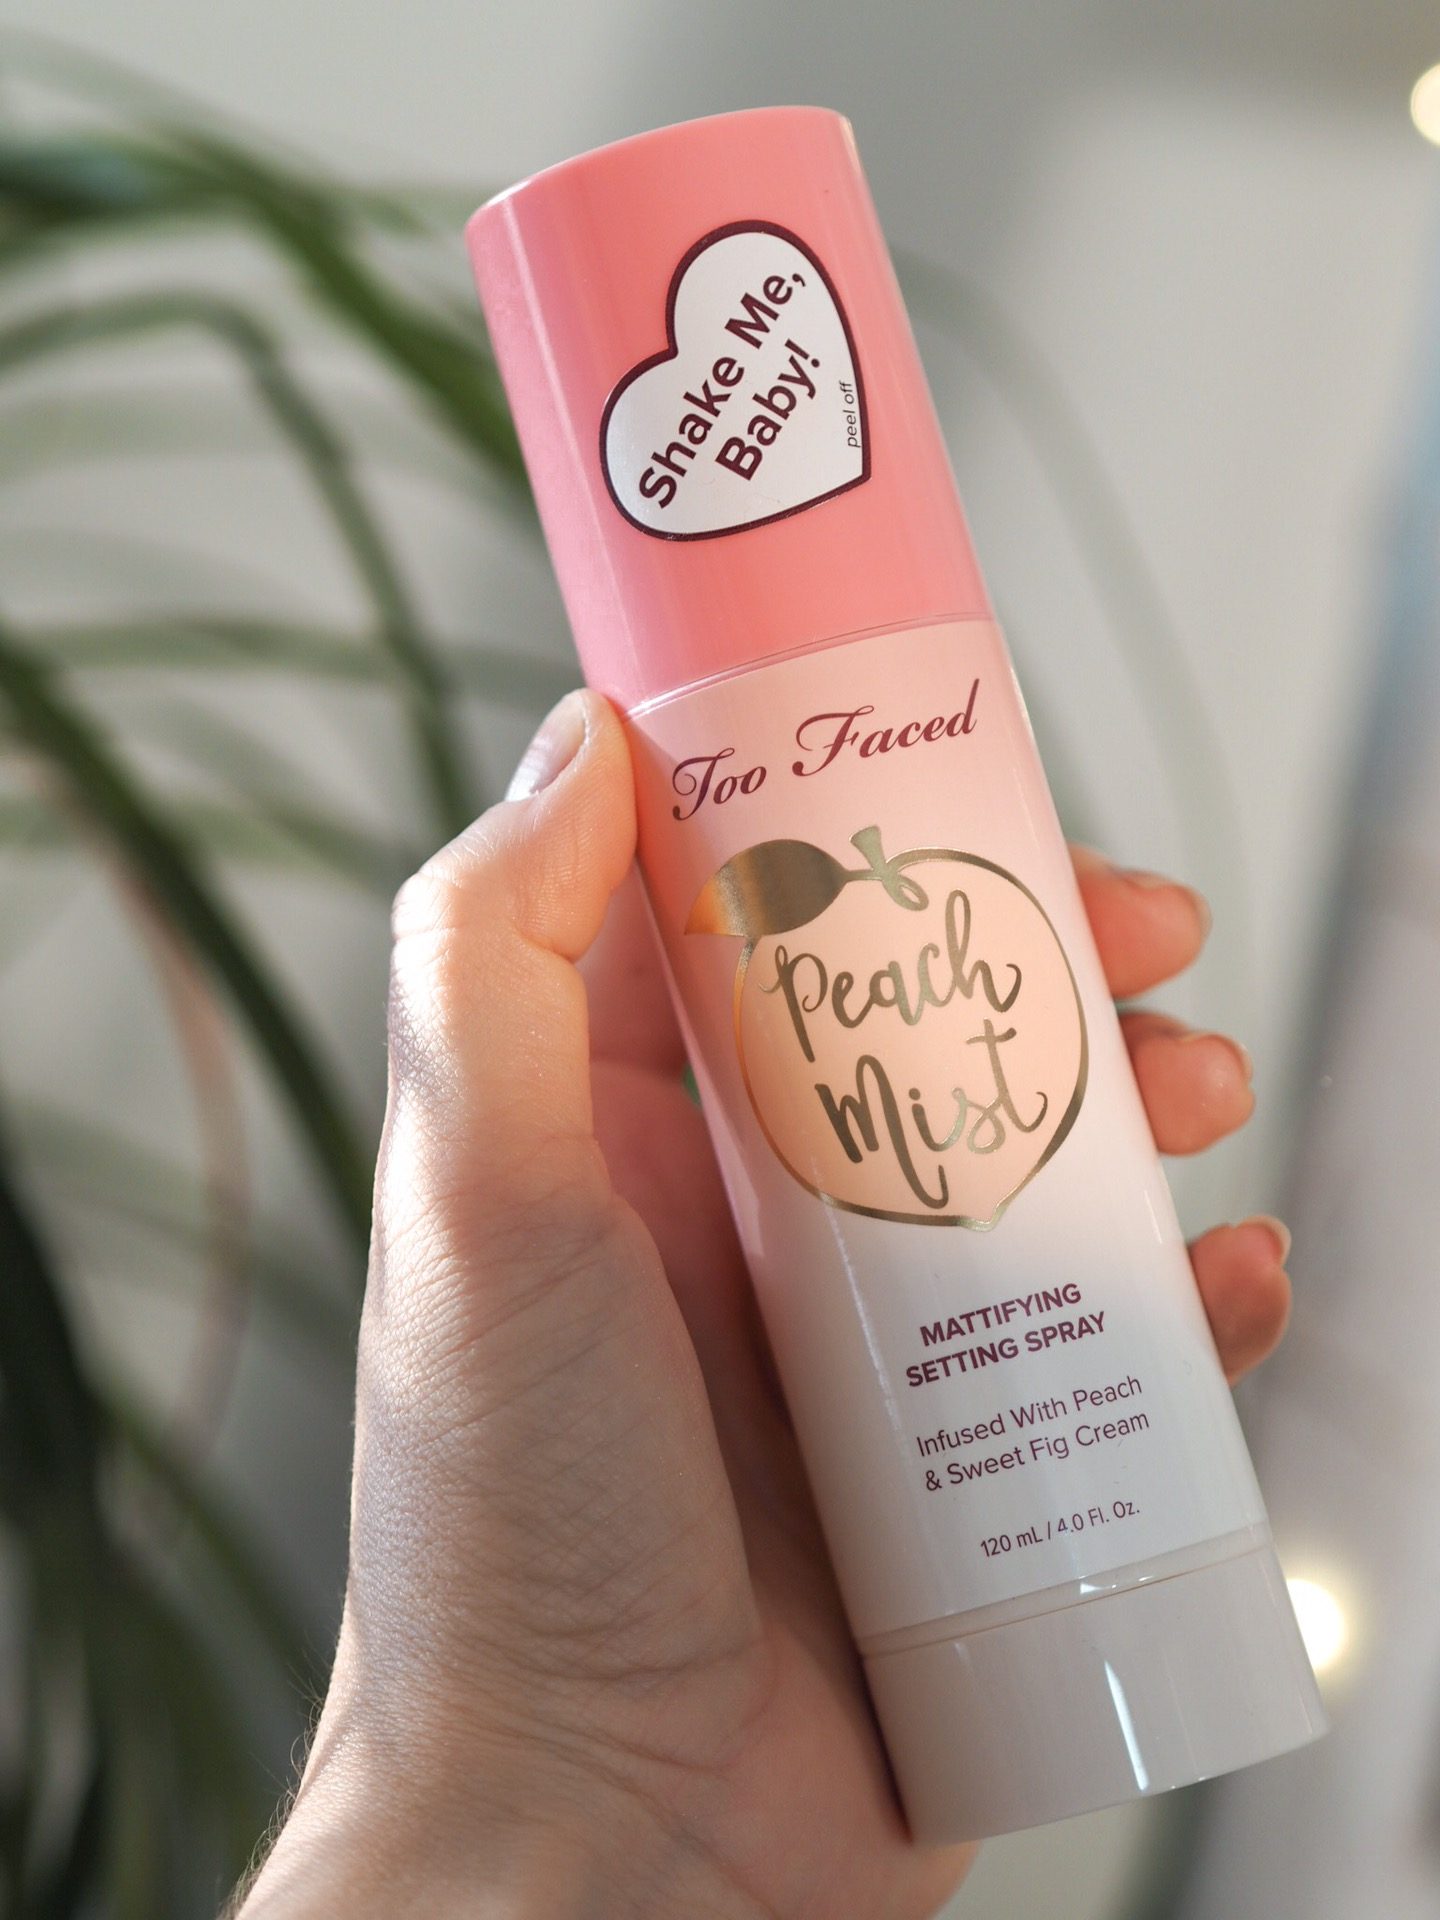 Shake Me,
Baby!
peel off
Too Faced
Peach
Mist
MATTIFYING
SETTING SPRAY
Infused With Peach
& Sweet Fig Cream
120 mL / 4.0 Fl. Oz.